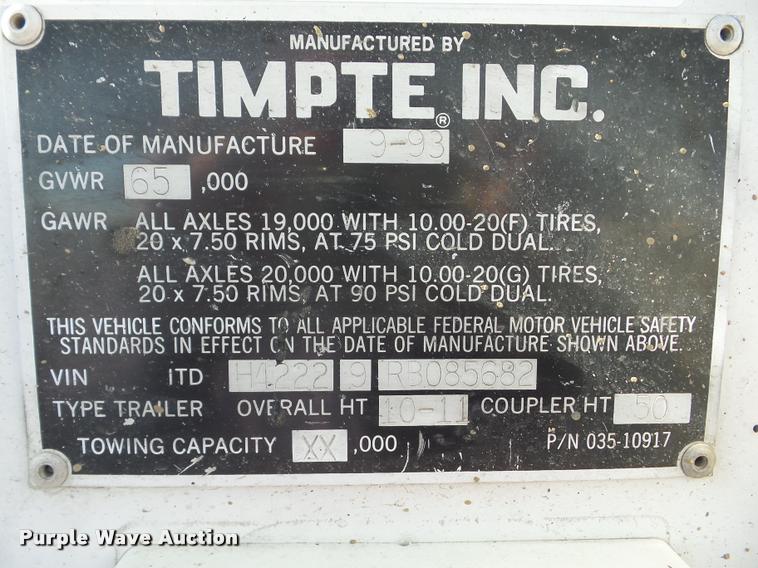 MANUFACTURED BY
TIMPTE® INC.
DATE OF MANUFACTURE 9-93
GVWR 65 ,000
GAWR ALL AXLES 19,000 WITH 10.00-20(F) TIRES,
20 x 7.50 RIMS, AT 75 PSI COLD DUAL.
ALL AXLES 20,000 WITH 10.00-20(G) TIRES,
20 x 7.50 RIMS, AT 90 PSI COLD DUAL.
THIS VEHICLE CONFORMS TO ALL APPLICABLE FEDERAL MOTOR VEHICLE SAFETY
STANDARDS IN EFFECT ON THE DATE OF MANUFACTURE SHOWN ABOVE.
VIN 1TD H4222 9 RB085682
TYPE TRAILER OVERALL HT 10-11 COUPLER HT 50
TOWING CAPACITY XX ,000 P/N 035-10917
Purple Wave Auction